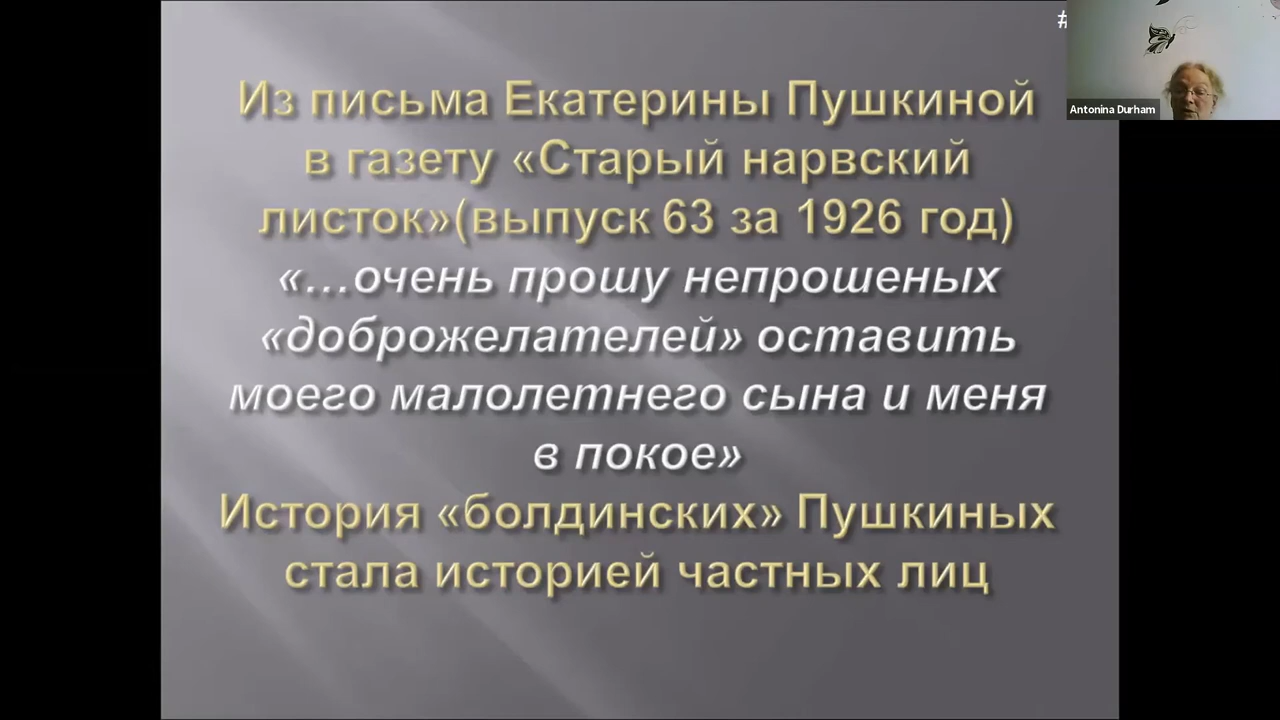 #
Из письма Екатерины Пушкиной
в газету «Старый нарвский
листок»(выпуск 63 за 1926 год)
«…очень прошу непрошеных
«доброжелателей» оставить
моего малолетнего сына и меня
в покое»
История «болдинских» Пушкиных
стала историей частных лиц
Antonina Durham